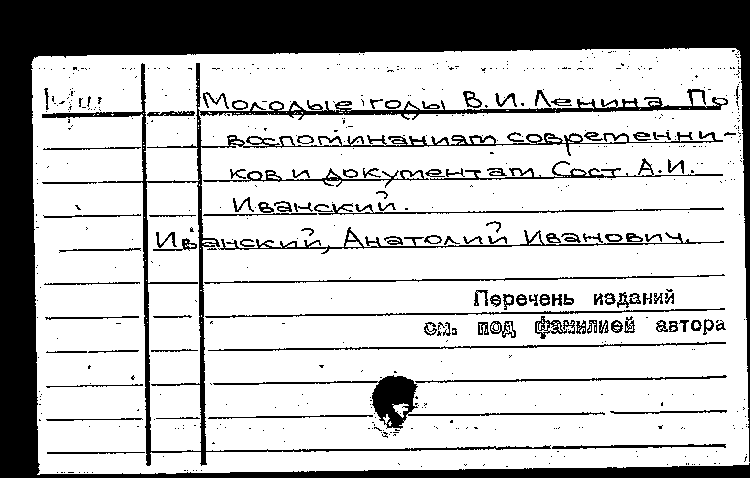 Молодые годы В.И. Ленина. По
воспоминаниям современни-
ков и документам. Сост. А.И.
Иванский.
Иванский, Анатолий Иванович.
Перечень изданий
см. под фамилией автора